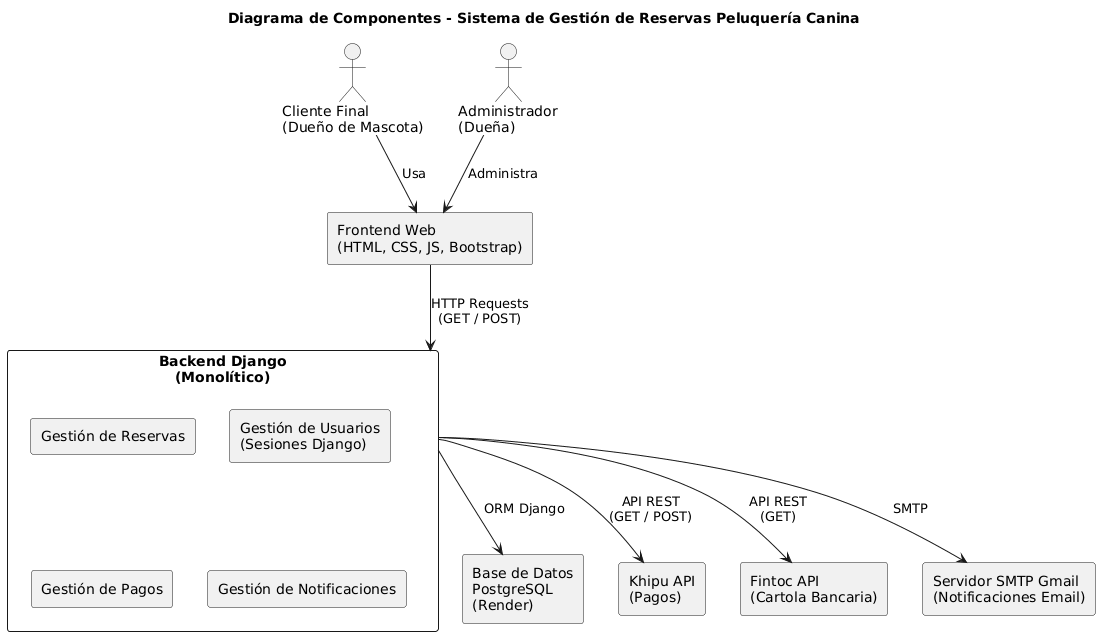 Diagrama de Componentes - Sistema de Gestión de Reservas Peluquería Canina
Cliente Final
(Dueño de Mascota)
Administrador
(Dueña)
Usa
Administra
Frontend Web
(HTML, CSS, JS, Bootstrap)
HTTP Requests
(GET / POST)
Backend Django
(Monolítico)
Gestión de Reservas
Gestión de Usuarios
(Sesiones Django)
Gestión de Pagos
Gestión de Notificaciones
ORM Django
API REST
(GET / POST)
API REST
(GET)
SMTP
Base de Datos
PostgreSQL
(Render)
Khipu API
(Pagos)
Fintoc API
(Cartola Bancaria)
Servidor SMTP Gmail
(Notificaciones Email)